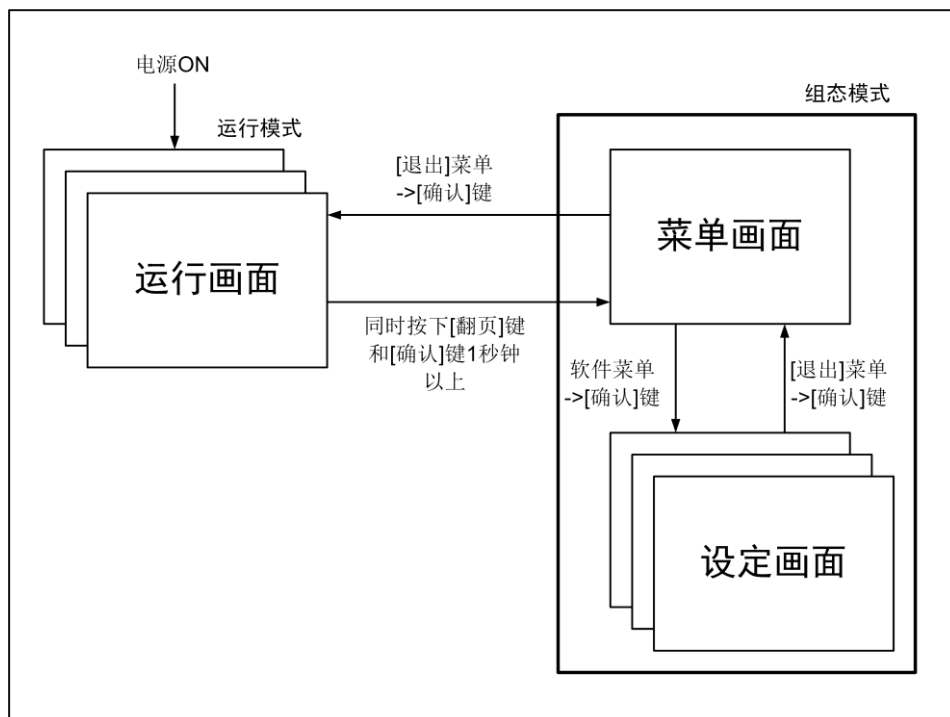 电源ON
组态模式
运行模式
[退出]菜单
->[确认]键
菜单画面
运行画面
同时按下[翻页]键
和[确认]键1秒钟
以上
软件菜单
->[确认]键
[退出]菜单
->[确认]键
设定画面